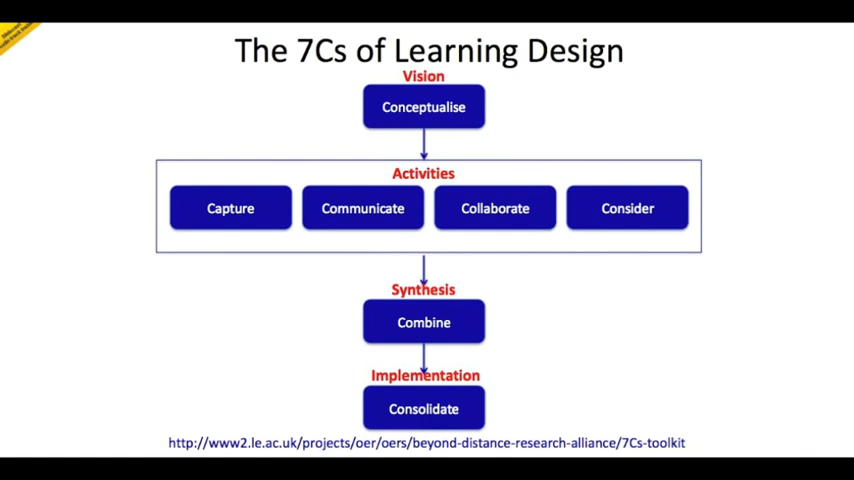 The 7Cs of Learning Design
Vision
Conceptualise
Activities
Capture Communicate Collaborate Consider
Synthesis
Combine
Implementation
Consolidate
http://www2.le.ac.uk/projects/oer/oers/beyond-distance-research-alliance/7Cs-toolkit